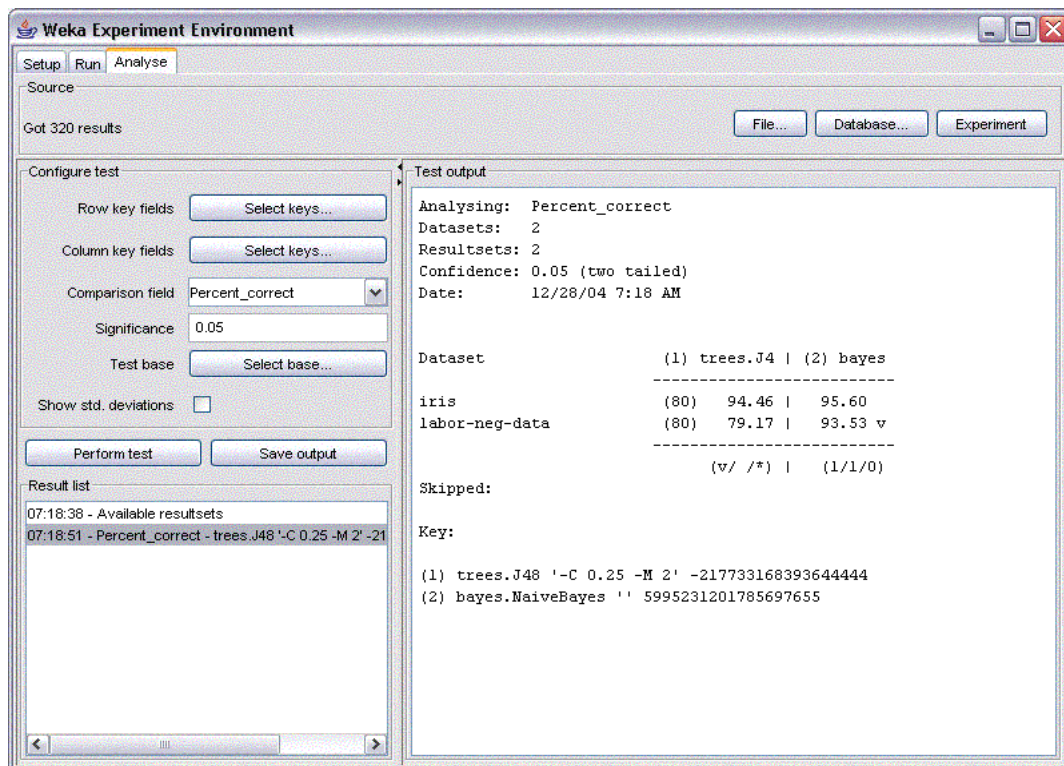 Weka Experiment Environment
Setup Run Analyse
Source
Got 320 results
File... Database... Experiment
Configure test
Row key fields Select keys...
Column key fields Select keys...
Comparison field Percent_correct
Significance 0.05
Test base Select base...
Show std. deviations
Perform test Save output
Result list
07:18:38 - Available resultsets
07:18:51 - Percent_correct - trees.J48 '-C 0.25 -M 2' -21
Test output
Analysing: Percent_correct
Datasets: 2
Resultsets: 2
Confidence: 0.05 (two tailed)
Date: 12/28/04 7:18 AM
Dataset (1) trees.J4 | (2) bayes
--------------------------
iris (80) 94.46 | 95.60
labor-neg-data (80) 79.17 | 93.53 v
--------------------------
(v/ /*) | (1/1/0)
Skipped:
Key:
(1) trees.J48 '-C 0.25 -M 2' -217733168393644444
(2) bayes.NaiveBayes '' 5995231201785697655